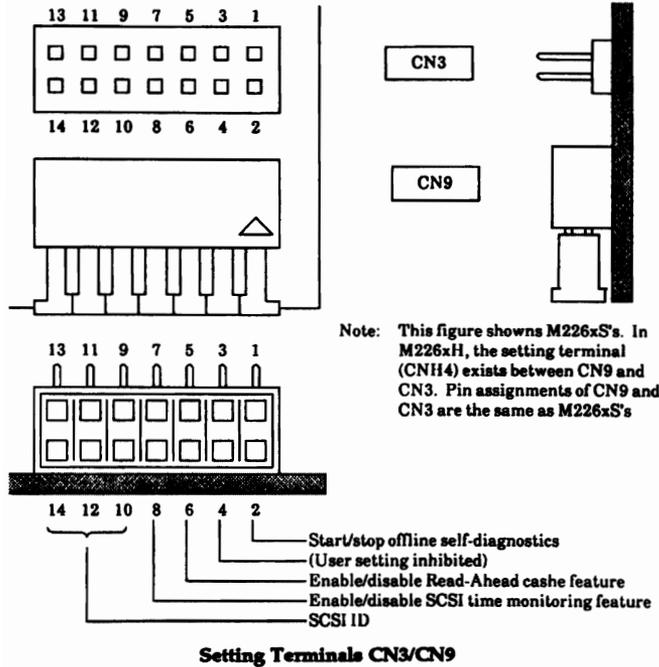 13 11 9 7 5 3 1
14 12 10 8 6 4 2
CN3
CN9
Note: This figure showns M226xS's. In
M226xH, the setting terminal
(CNH4) exists between CN9 and
CN3. Pin assignments of CN9 and
CN3 are the same as M226xS's
13 11 9 7 5 3 1
14 12 10 8 6 4 2
Start/stop offline self-diagnostics
(User setting inhibited)
Enable/disable Read-Ahead cashe feature
Enable/disable SCSI time monitoring feature
SCSI ID
Setting Terminals CN3/CN9